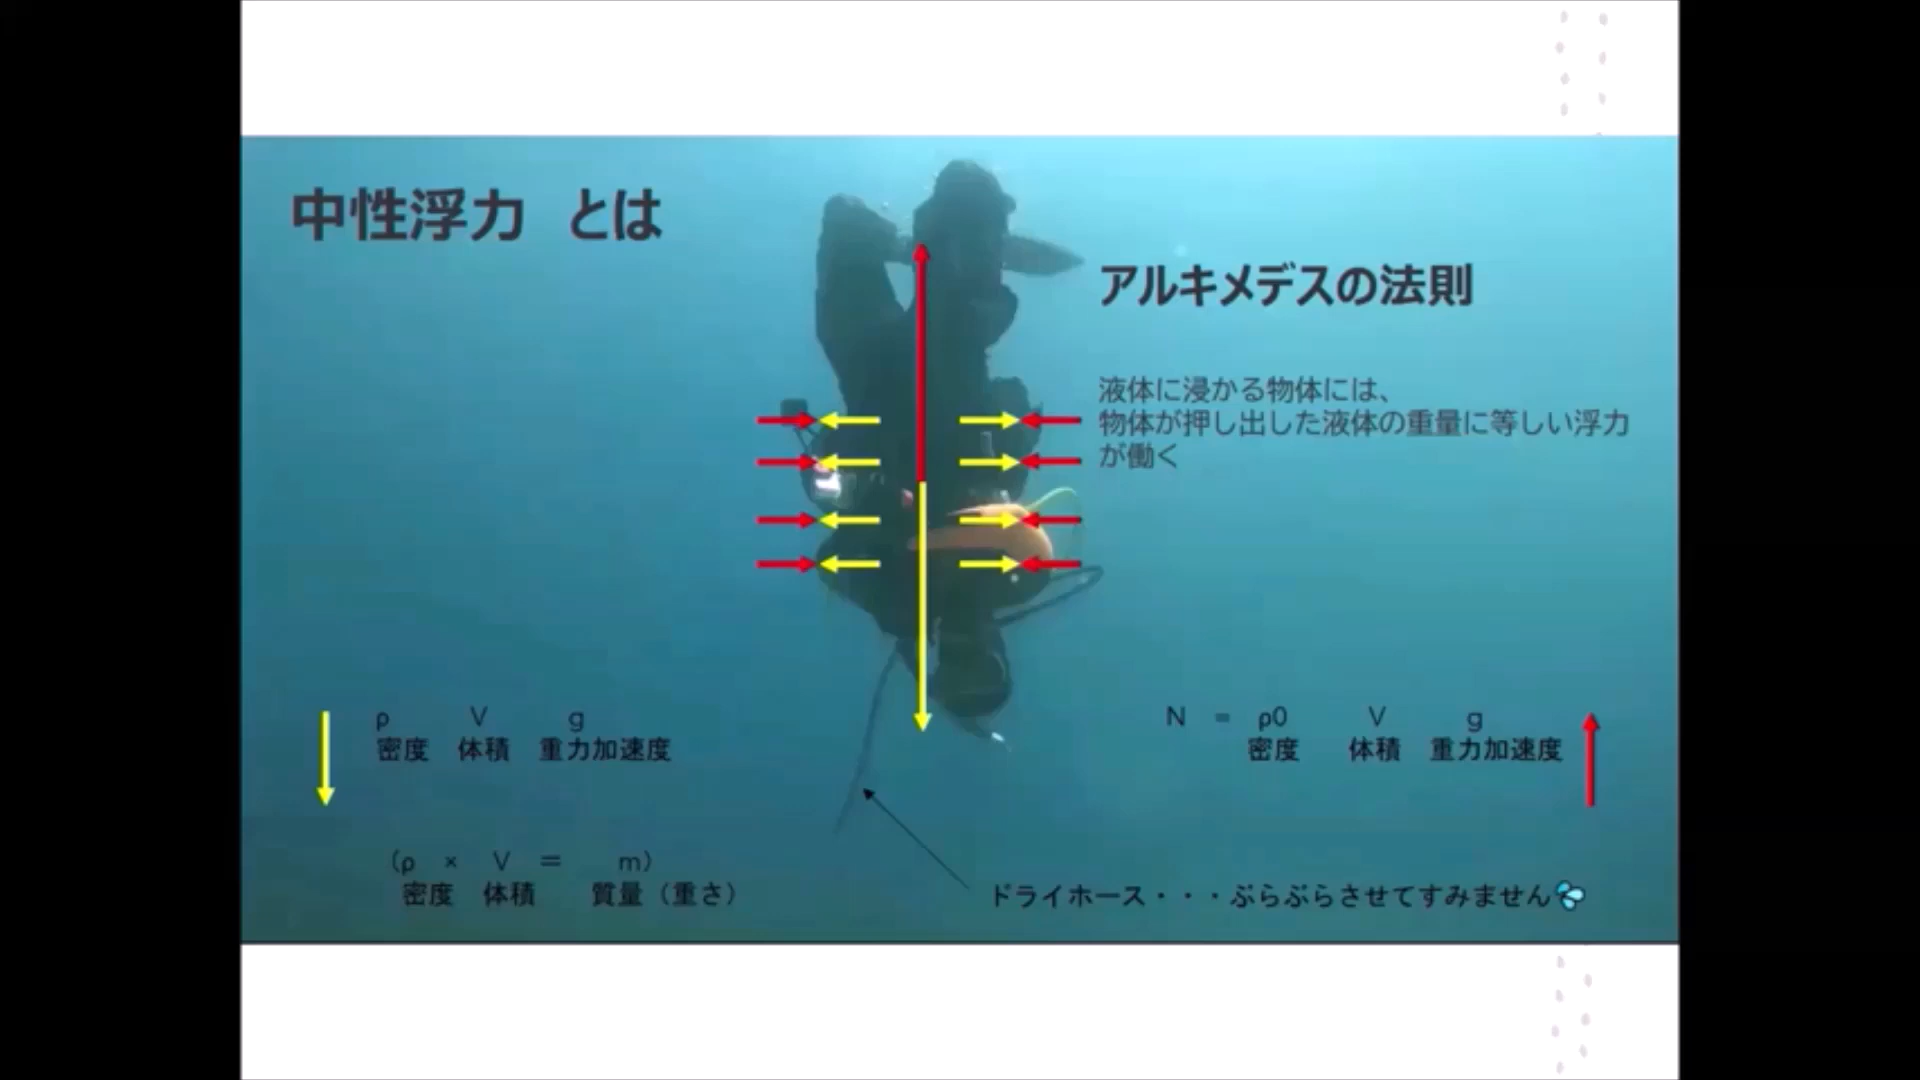 中性浮力 とは
アルキメデスの法則
液体に浸かる物体には、
物体が押し出した液体の重量に等しい浮力
が働く
ρ V g
密度 体積 重力加速度
N = ρ0 V g
密度 体積 重力加速度
(ρ × V = m)
密度 体積 質量（重さ）
ドライホース・・・ぶらぶらさせてすみません💦